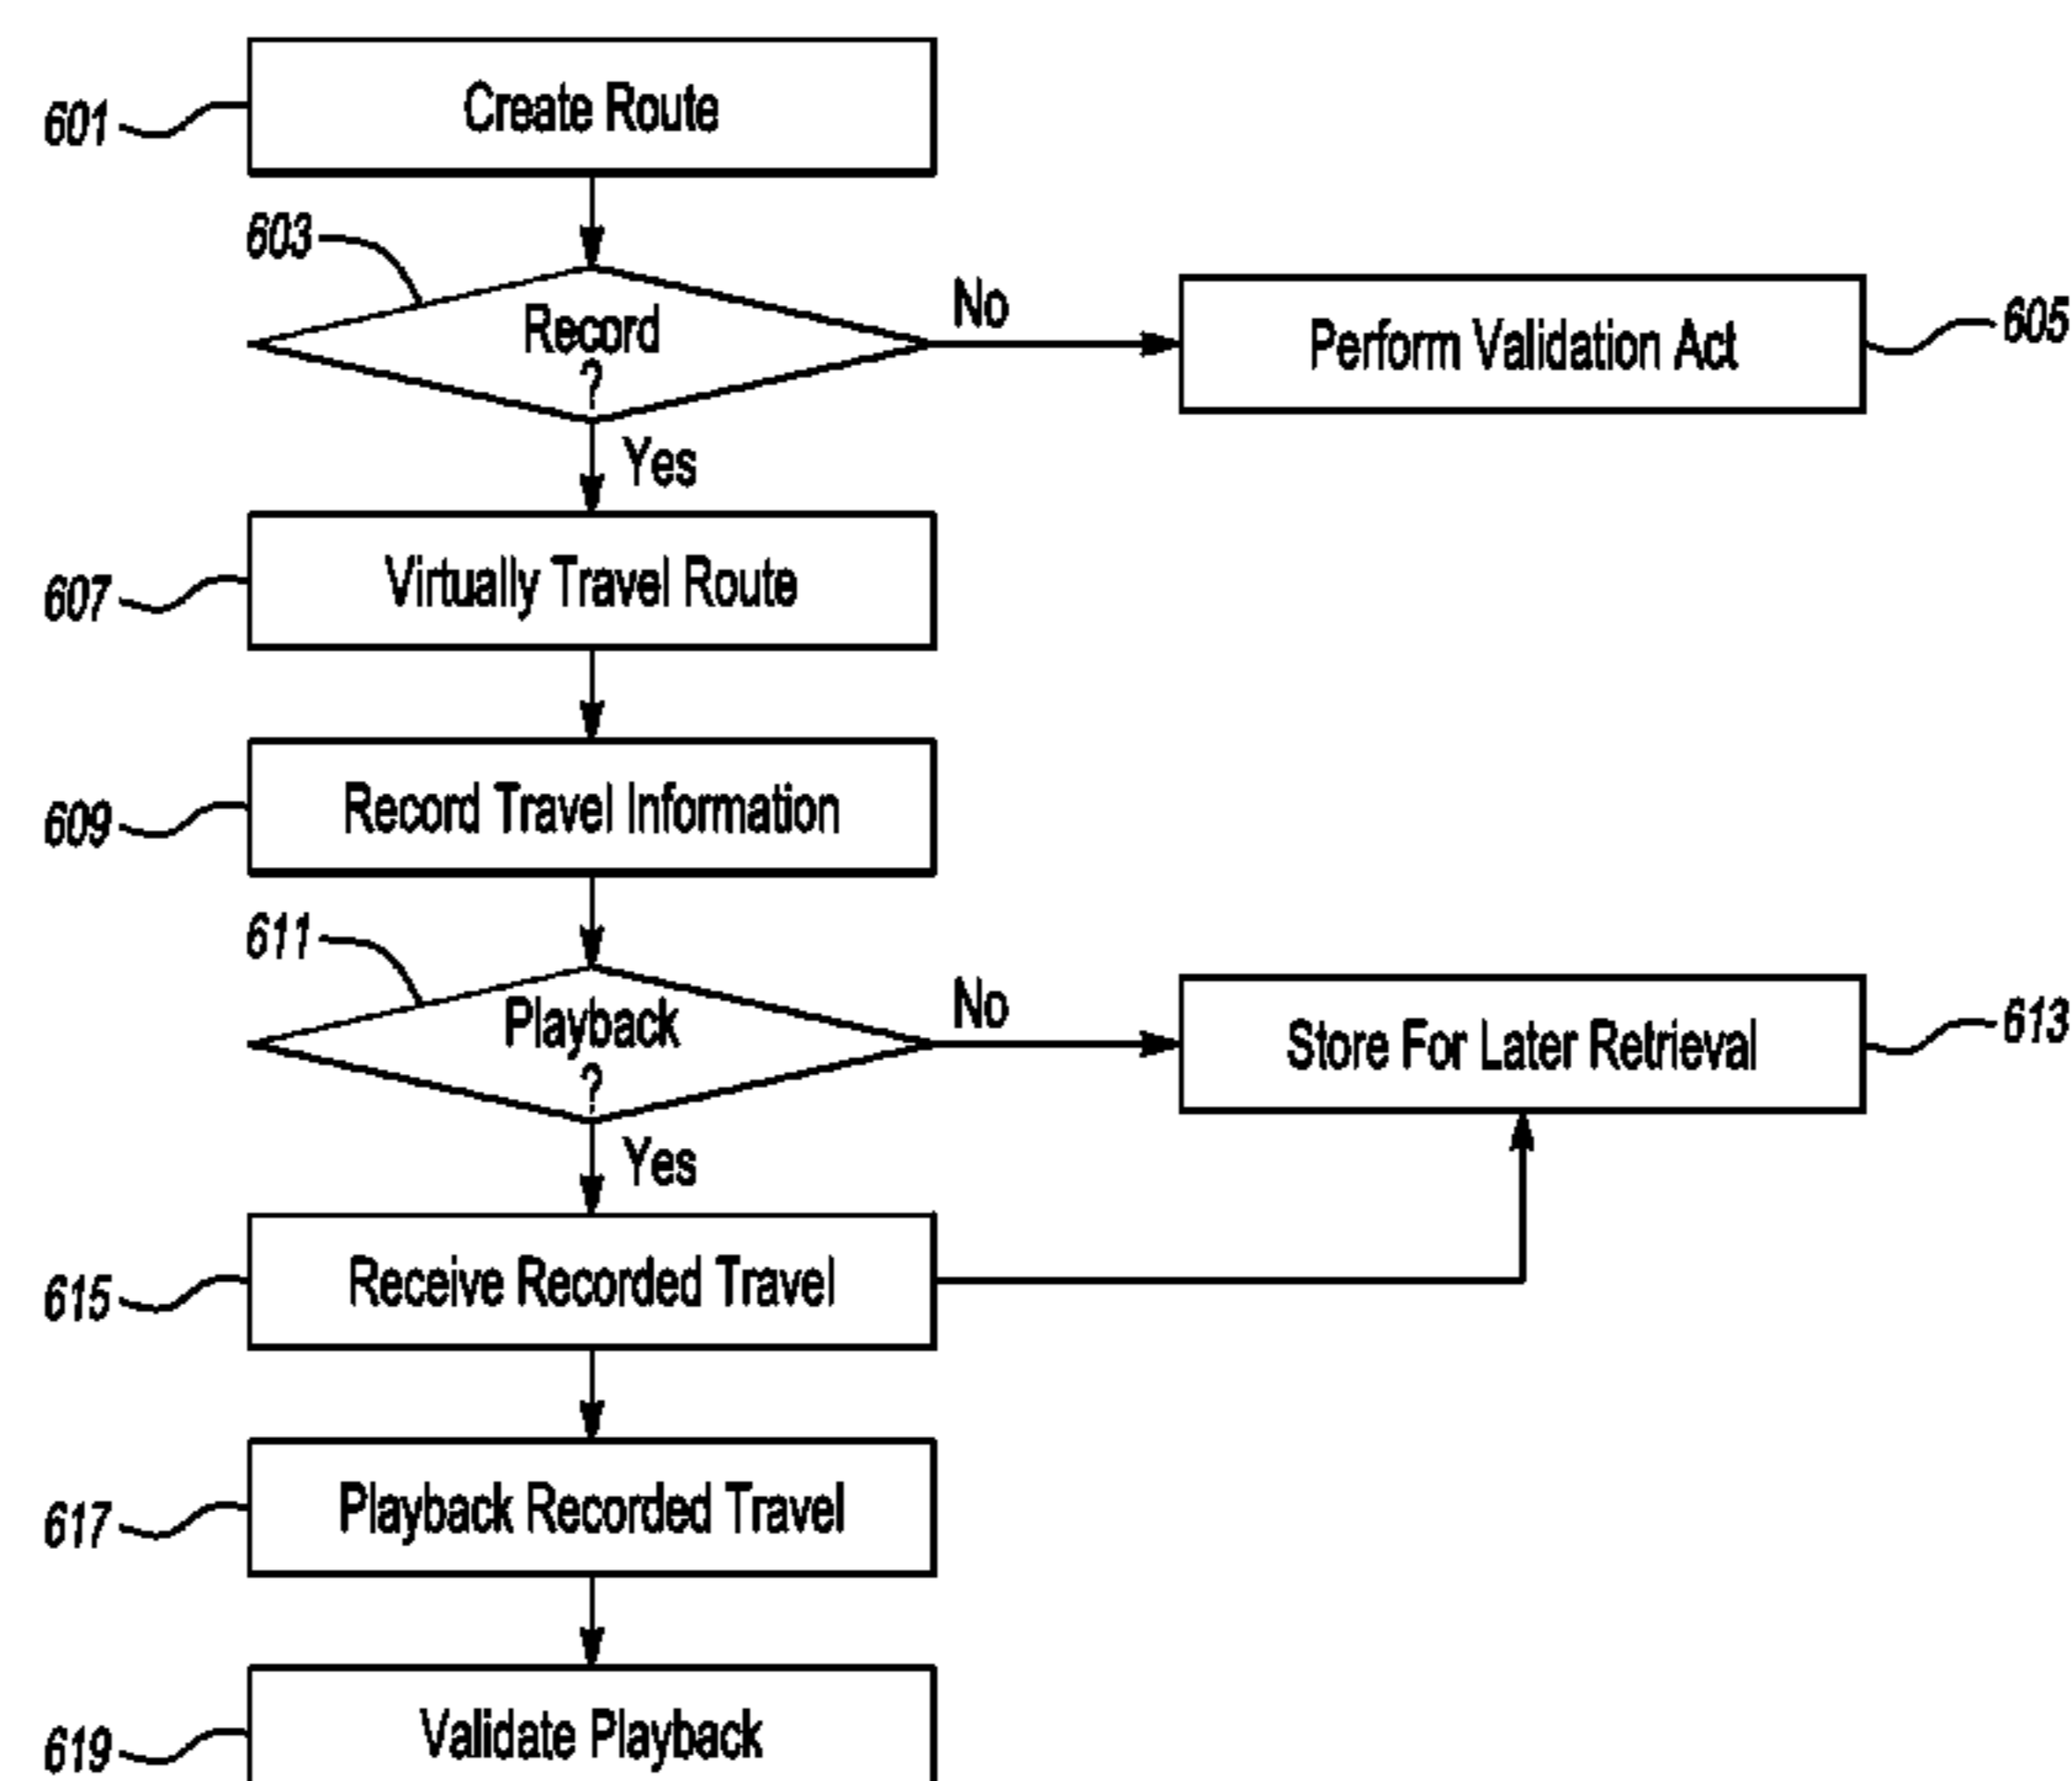 601
Create Route
603
Record
?
No
Perform Validation Act
605
Yes
607
Virtually Travel Route
609
Record Travel Information
611
Playback
?
No
Store For Later Retrieval
613
Yes
615
Receive Recorded Travel
617
Playback Recorded Travel
619
Validate Playback